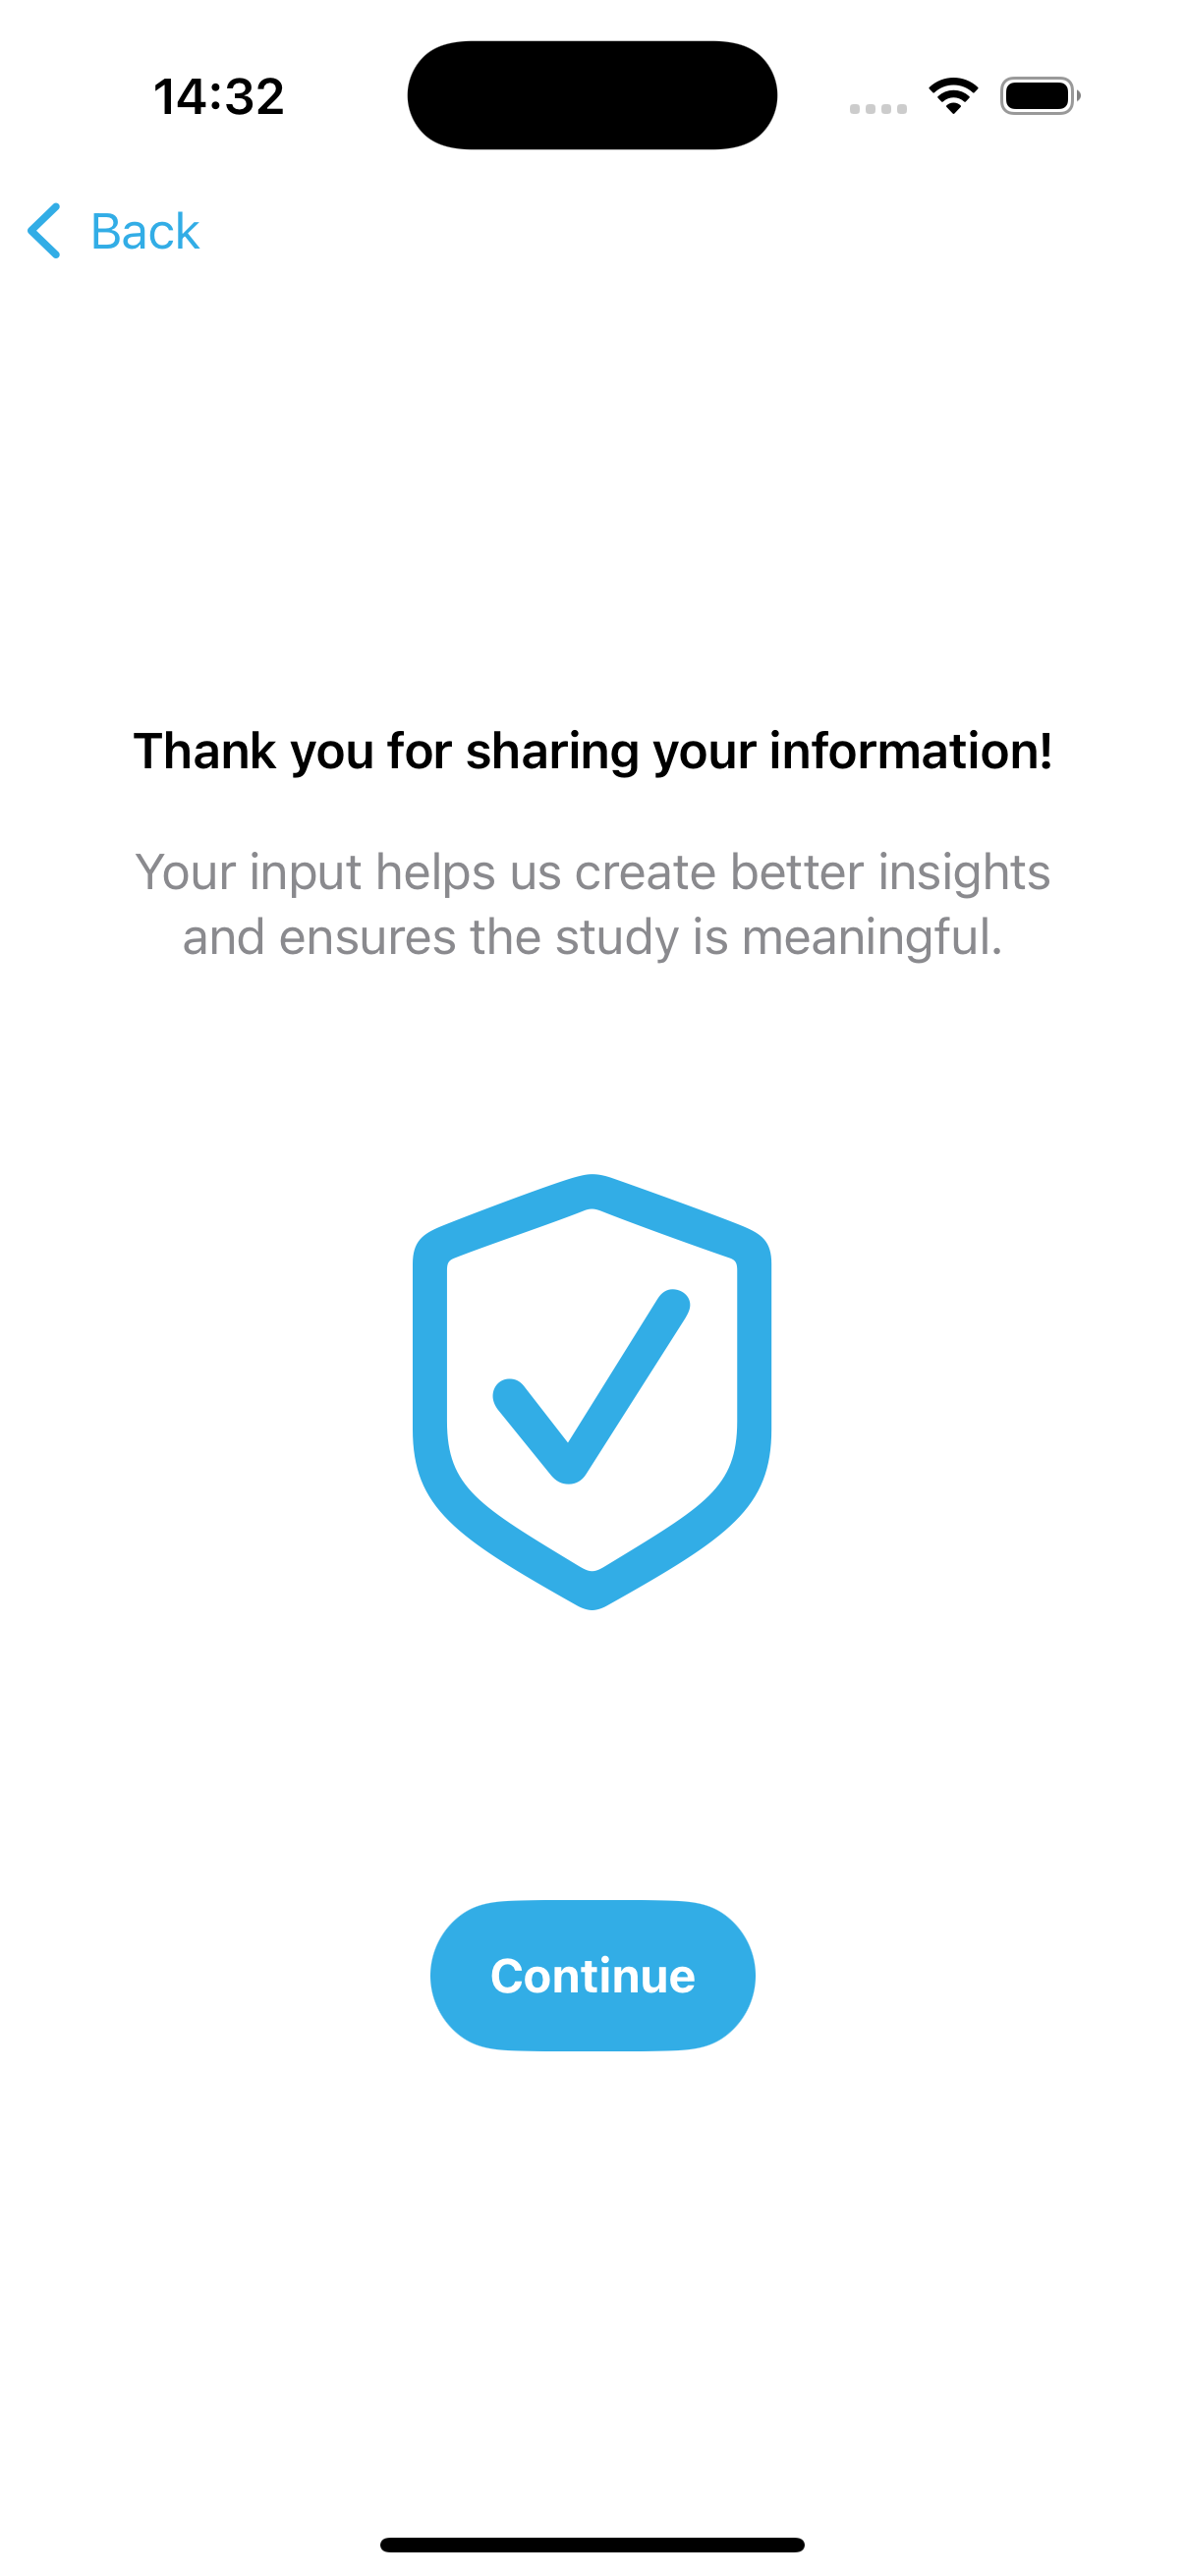 14:32
Back
Thank you for sharing your information!
Your input helps us create better insights
and ensures the study is meaningful.
Continue